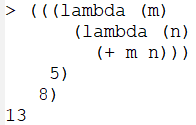 > (((lambda (m)
      (lambda (n)
        (+ m n)))
    5)
   8)
13